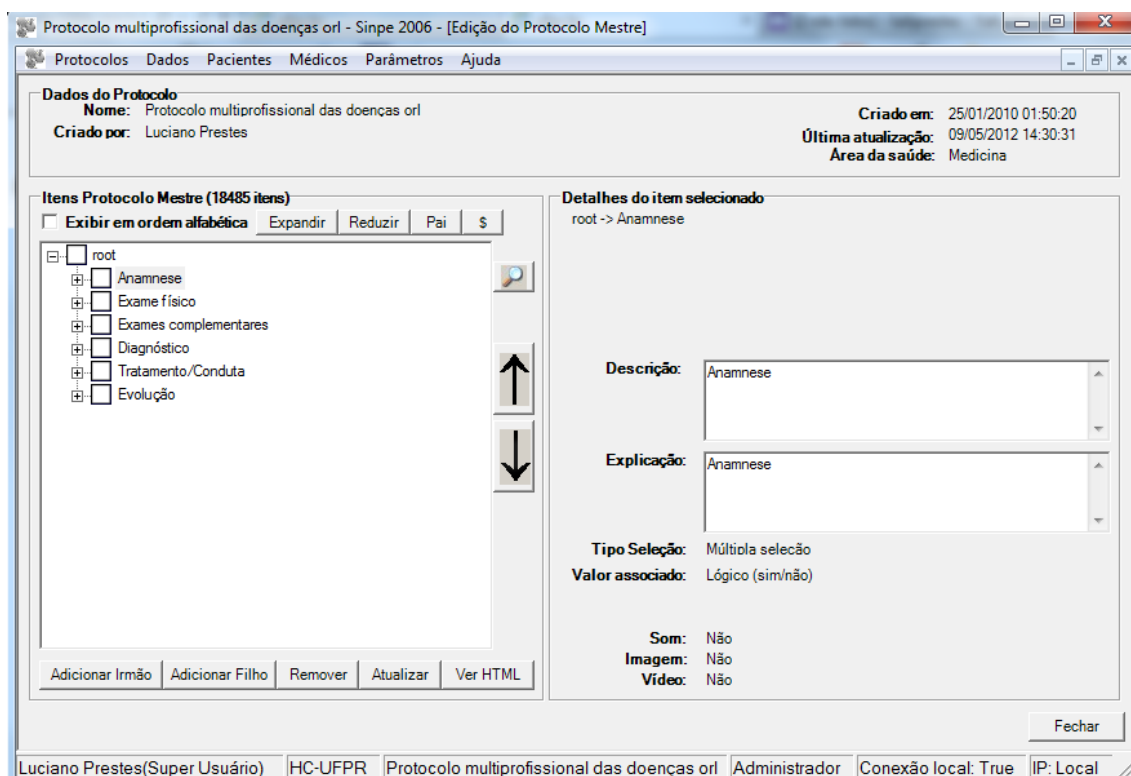 Protocolo multiprofissional das doenças orl - Sinpe 2006 - [Edição do Protocolo Mestre]
Protocolos Dados Pacientes Médicos Parâmetros Ajuda
Dados do Protocolo
Nome: Protocolo multiprofissional das doenças orl
Criado por: Luciano Prestes
Criado em: 25/01/2010 01:50:20
Última atualização: 09/05/2012 14:30:31
Área da saúde: Medicina
Itens Protocolo Mestre (18485 itens)
Exibir em ordem alfabética Expandir Reduzir Pai $
root
Anamnese
Exame físico
Exames complementares
Diagnóstico
Tratamento/Conduta
Evolução
Adicionar Irmão Adicionar Filho Remover Atualizar Ver HTML
Detalhes do item selecionado
root -> Anamnese
Descrição: Anamnese
Explicação: Anamnese
Tipo Seleção: Múltipla seleção
Valor associado: Lógico (sim/não)
Som: Não
Imagem: Não
Vídeo: Não
Fechar
Luciano Prestes(Super Usuário) HC-UFPR Protocolo multiprofissional das doenças orl Administrador Conexão local: True IP: Local